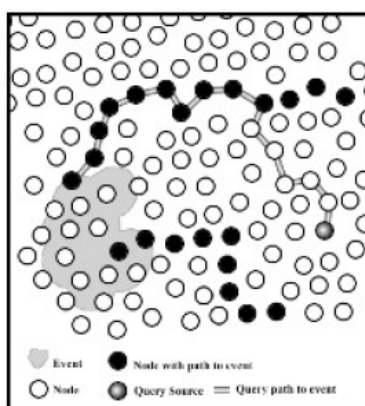 Event
Node with path to event
Node
Query Source
Query path to event